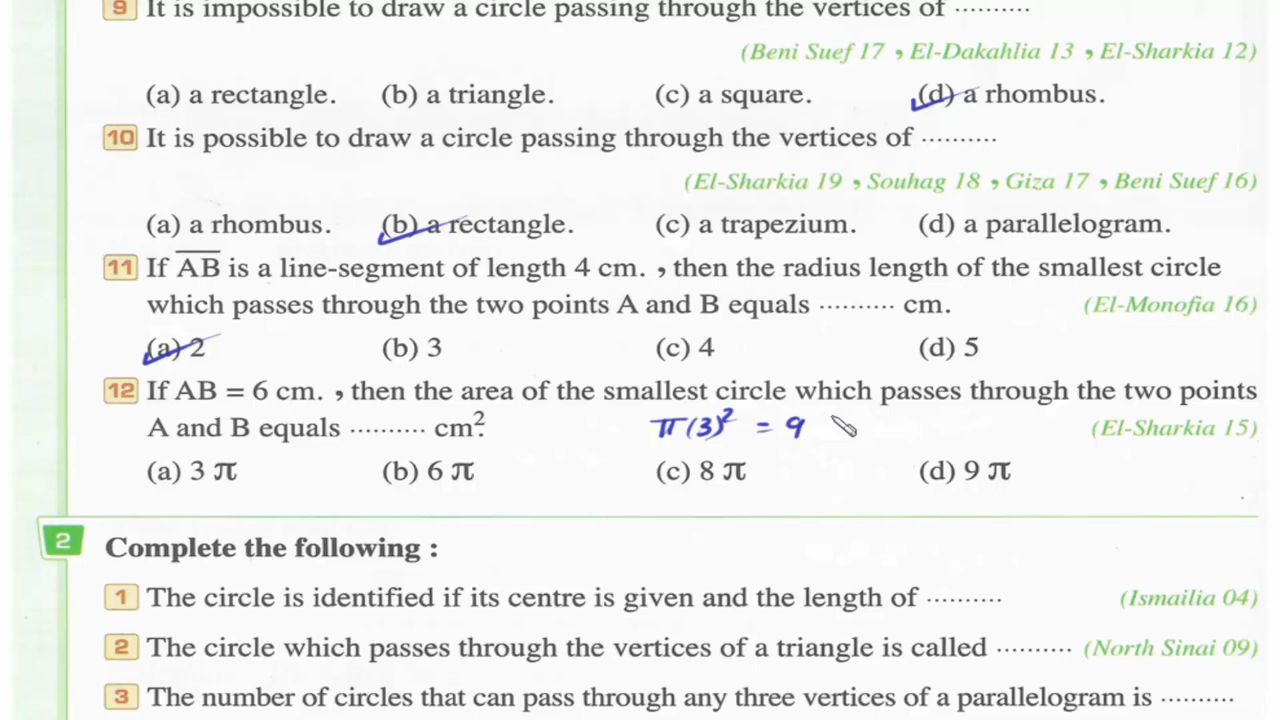 9 It is impossible to draw a circle passing through the vertices of ..........
(Beni Suef 17 , El-Dakahlia 13 , El-Sharkia 12)
(a) a rectangle. (b) a triangle. (c) a square. (d) a rhombus.
10 It is possible to draw a circle passing through the vertices of ..........
(El-Sharkia 19 , Souhag 18 , Giza 17 , Beni Suef 16)
(a) a rhombus. (b) a rectangle. (c) a trapezium. (d) a parallelogram.
11 If A͞B͞ is a line-segment of length 4 cm. , then the radius length of the smallest circle
which passes through the two points A and B equals .......... cm. (El-Monofia 16)
(a) 2 (b) 3 (c) 4 (d) 5
12 If AB = 6 cm. , then the area of the smallest circle which passes through the two points
A and B equals .......... cm². π(3)² = 9 (El-Sharkia 15)
(a) 3 π (b) 6 π (c) 8 π (d) 9 π
2 Complete the following :
1 The circle is identified if its centre is given and the length of .......... (Ismailia 04)
2 The circle which passes through the vertices of a triangle is called .......... (North Sinai 09)
3 The number of circles that can pass through any three vertices of a parallelogram is ..........